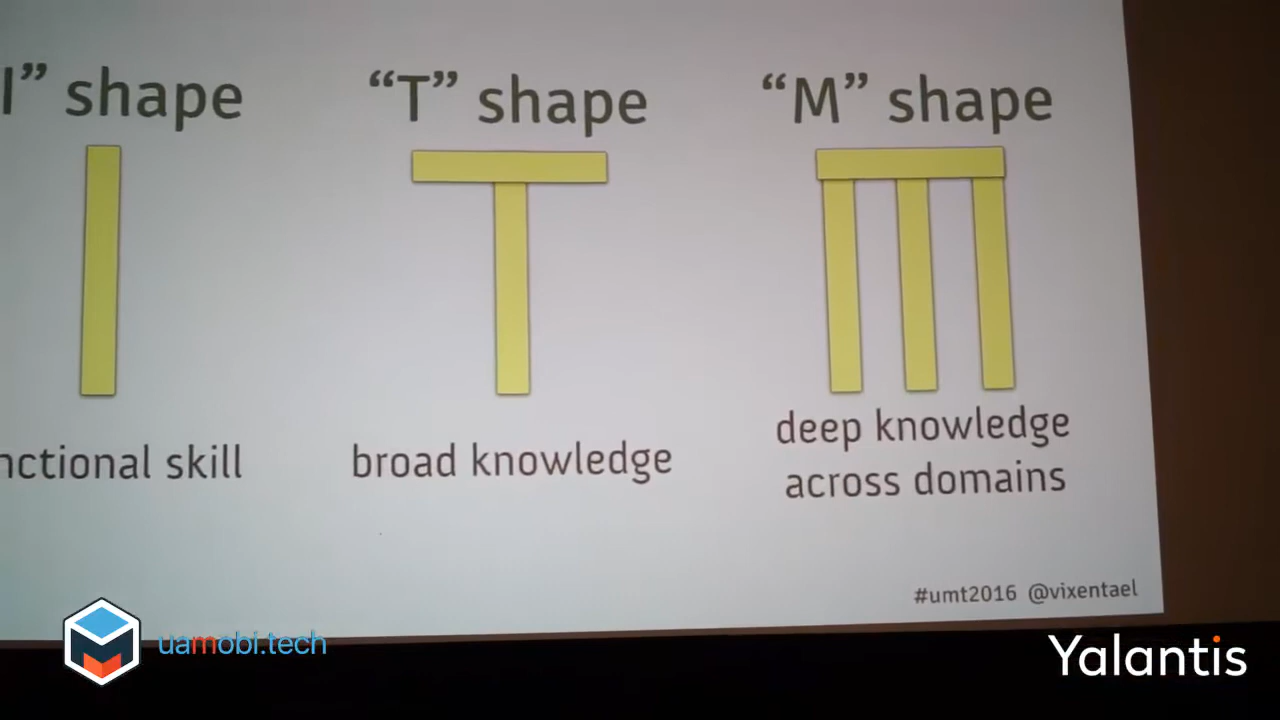 I” shape
“T” shape
“M” shape
nctional skill
broad knowledge
deep knowledge
across domains
#umt2016 @vixentael
uamobi.tech
Yalantis